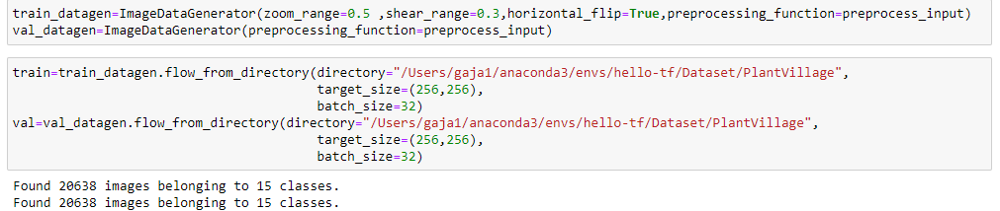 train_datagen=ImageDataGenerator(zoom_range=0.5 ,shear_range=0.3,horizontal_flip=True,preprocessing_function=preprocess_input)
val_datagen=ImageDataGenerator(preprocessing_function=preprocess_input)
train=train_datagen.flow_from_directory(directory="/Users/gaja1/anaconda3/envs/hello-tf/Dataset/PlantVillage",
target_size=(256,256),
batch_size=32)
val=val_datagen.flow_from_directory(directory="/Users/gaja1/anaconda3/envs/hello-tf/Dataset/PlantVillage",
target_size=(256,256),
batch_size=32)
Found 20638 images belonging to 15 classes.
Found 20638 images belonging to 15 classes.